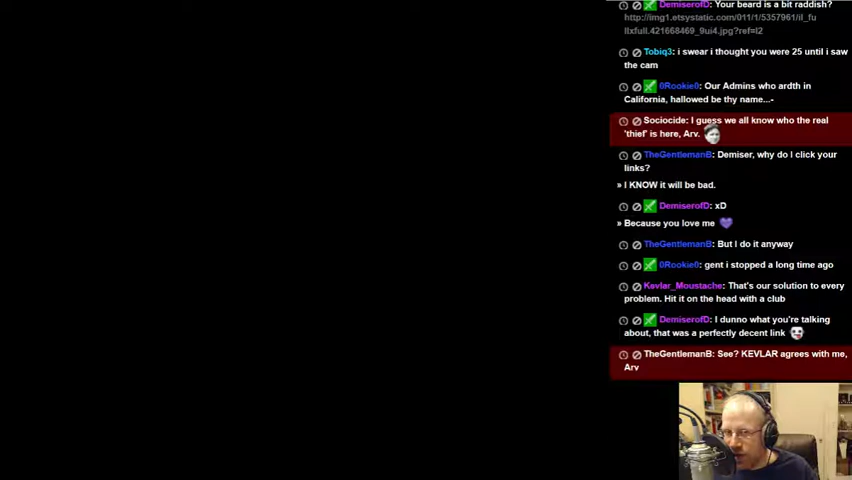 DemiserofD: Your beard is a bit raddish?
http://img1.etsystatic.com/011/1/5357961/il_fu
llxfull.421668469_9ui4.jpg?ref=l2
Tobiq3: i swear i thought you were 25 until i saw
the cam
0Rookie0: Our Admins who ardth in
California, hallowed be thy name...-
Sociocide: I guess we all know who the real
'thief' is here, Arv.
TheGentlemanB: Demiser, why do I click your
links?
» I KNOW it will be bad.
DemiserofD: xD
» Because you love me
TheGentlemanB: But I do it anyway
0Rookie0: gent i stopped a long time ago
Kevlar_Moustache: That's our solution to every
problem. Hit it on the head with a club
DemiserofD: I dunno what you're talking
about, that was a perfectly decent link
TheGentlemanB: See? KEVLAR agrees with me,
Arv